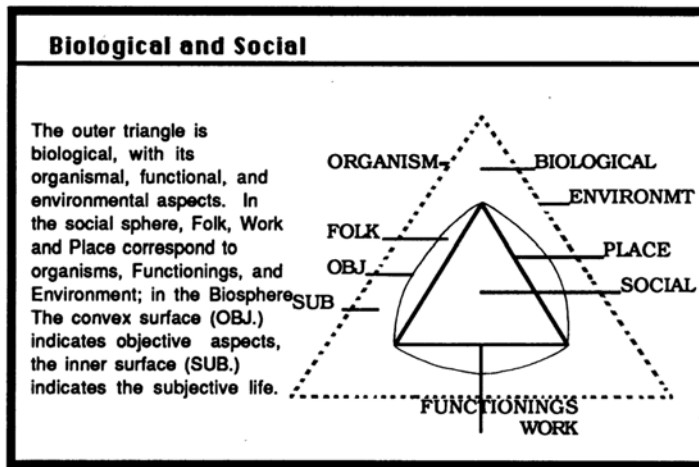 Biological and Social
The outer triangle is
biological, with its
organismal, functional, and
environmental aspects. In
the social sphere, Folk, Work
and Place correspond to
organisms, Functionings, and
Environment; in the Biosphere
The convex surface (OBJ.)
indicates objective aspects,
the inner surface (SUB.)
indicates the subjective life.
ORGANISM
BIOLOGICAL
ENVIRONMT
FOLK
PLACE
OBJ
SOCIAL
SUB
FUNCTIONINGS
WORK